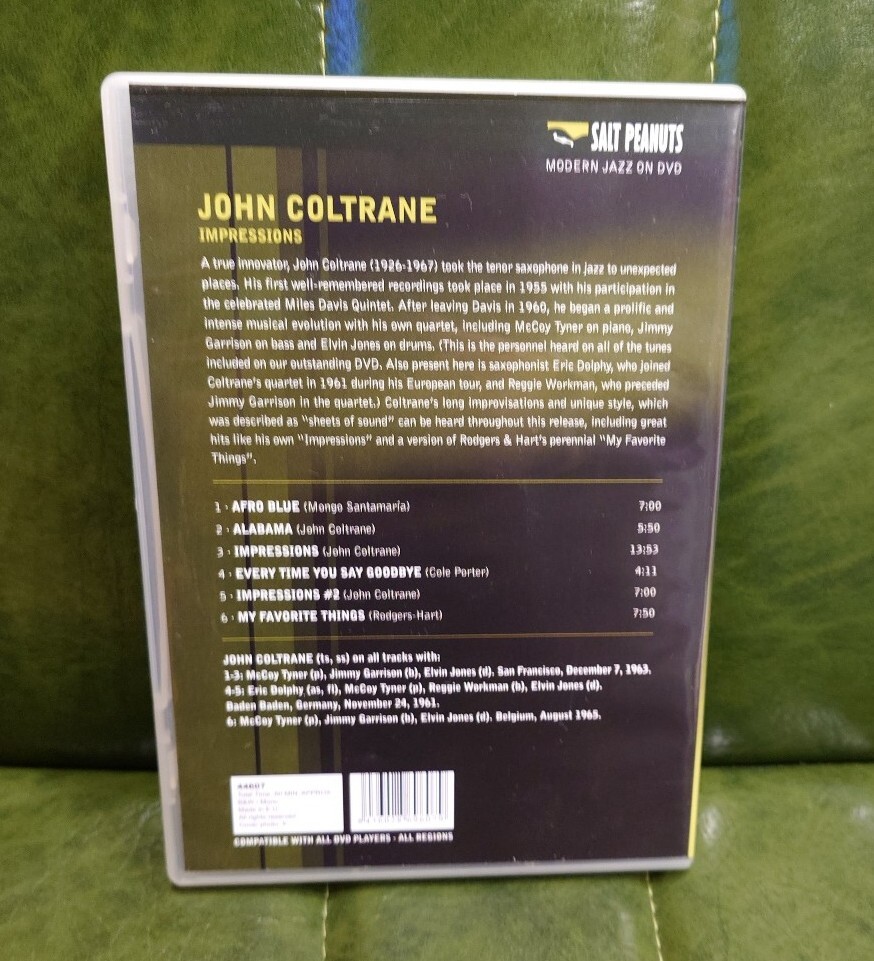 SALT PEANUTS
MODERN JAZZ ON DVD
JOHN COLTRANE
IMPRESSIONS
A true innovator, John Coltrane (1926-1967) took the tenor saxophone in jazz to unexpected
places. His first well-remembered recordings took place in 1955 with his participation in
the celebrated Miles Davis Quintet. After leaving Davis in 1960, he began a prolific and
intense musical evolution with his own quartet, including McCoy Tyner on piano, Jimmy
Garrison on bass and Elvin Jones on drums. (This is the personnel heard on all of the tunes
included on our outstanding DVD. Also present here is saxophonist Eric Dolphy, who joined
Coltrane's quartet in 1961 during his European tour, and Reggie Workman, who preceded
Jimmy Garrison in the quartet.) Coltrane's long improvisations and unique style, which
was described as "sheets of sound" can be heard throughout this release, including great
hits like his own "Impressions" and a version of Rodgers & Hart's perennial "My Favorite
Things".
1 · AFRO BLUE (Mongo Santamaría) 7:00
2 · ALABAMA (John Coltrane) 5:50
3 · IMPRESSIONS (John Coltrane) 13:53
4 · EVERY TIME YOU SAY GOODBYE (Cole Porter) 4:11
5 · IMPRESSIONS #2 (John Coltrane) 7:00
6 · MY FAVORITE THINGS (Rodgers-Hart) 7:50
JOHN COLTRANE (ts, ss) on all tracks with:
1-3: McCoy Tyner (p), Jimmy Garrison (b), Elvin Jones (d). San Francisco, December 7, 1963.
4-5: Eric Dolphy (as, fl), McCoy Tyner (p), Reggie Workman (b), Elvin Jones (d).
Baden Baden, Germany, November 24, 1961.
6: McCoy Tyner (p), Jimmy Garrison (b), Elvin Jones (d). Belgium, August 1965.
All rights reserved
COMPATIBLE WITH ALL DVD PLAYERS · ALL REGIONS